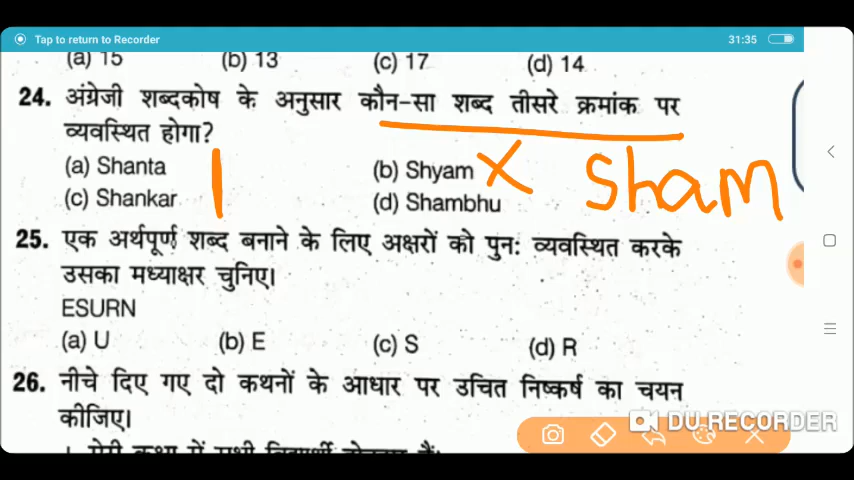 Tap to return to Recorder 31:35
(a) 15 (b) 13 (c) 17 (d) 14
24. अंग्रेजी शब्दकोष के अनुसार कौन-सा शब्द तीसरे क्रमांक पर
व्यवस्थित होगा?
(a) Shanta (b) Shyam
(c) Shankar (d) Shambhu
Sham
25. एक अर्थपूर्ण शब्द बनाने के लिए अक्षरों को पुनः व्यवस्थित करके
उसका मध्याक्षर चुनिए।
ESURN
(a) U (b) E (c) S (d) R
26. नीचे दिए गए दो कथनों के आधार पर उचित निष्कर्ष का चयन
कीजिए।
DU RECORDER